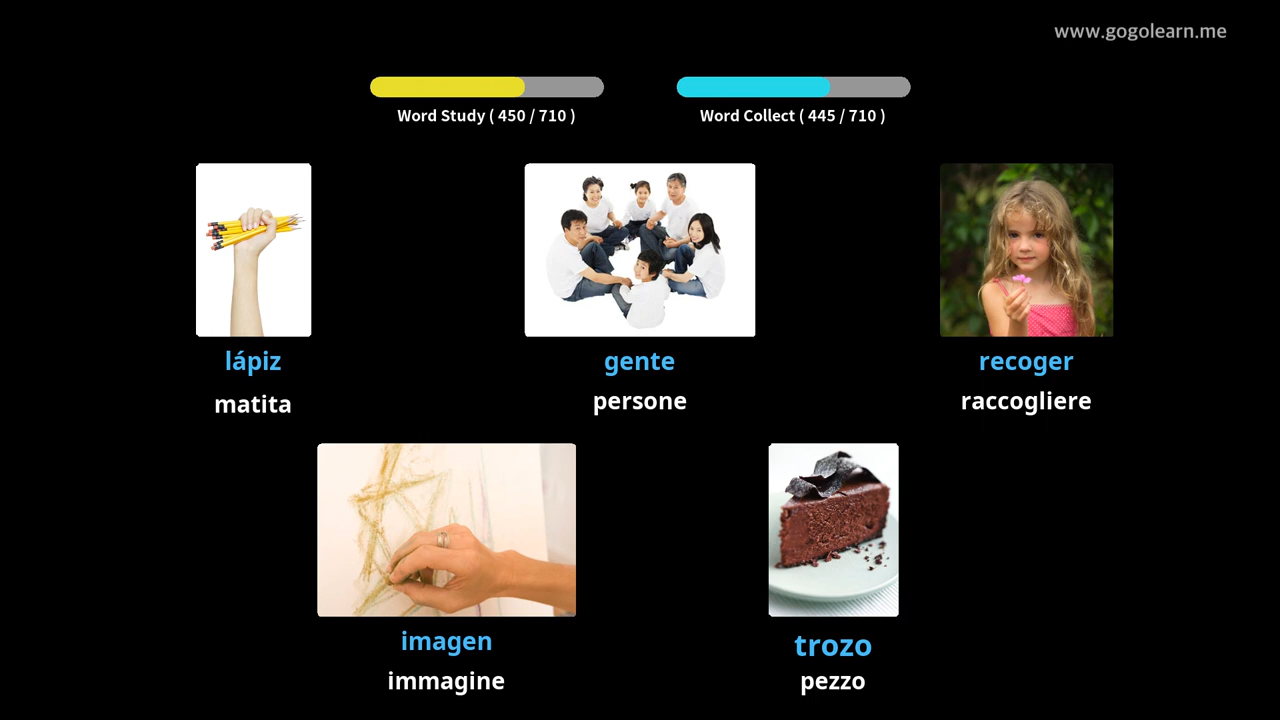 www.gogolearn.me
Word Study ( 450 / 710 )
Word Collect ( 445 / 710 )
lápiz
matita
gente
persone
recoger
raccogliere
imagen
immagine
trozo
pezzo